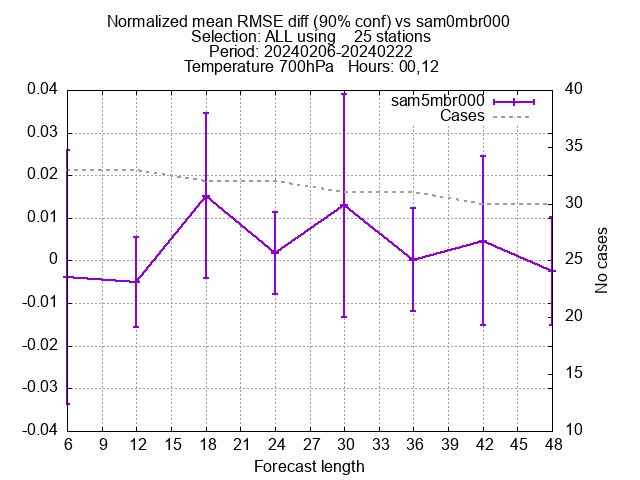 Normalized mean RMSE diff (90% conf) vs sam0mbr000
Selection: ALL using 25 stations
Period: 20240206-20240222
Temperature 700hPa Hours: 00,12
sam5mbr000
Cases
0.04
0.03
0.02
0.01
0
-0.01
-0.02
-0.03
-0.04
40
35
30
25
20
15
10
No cases
6 9 12 15 18 21 24 27 30 33 36 39 42 45 48
Forecast length